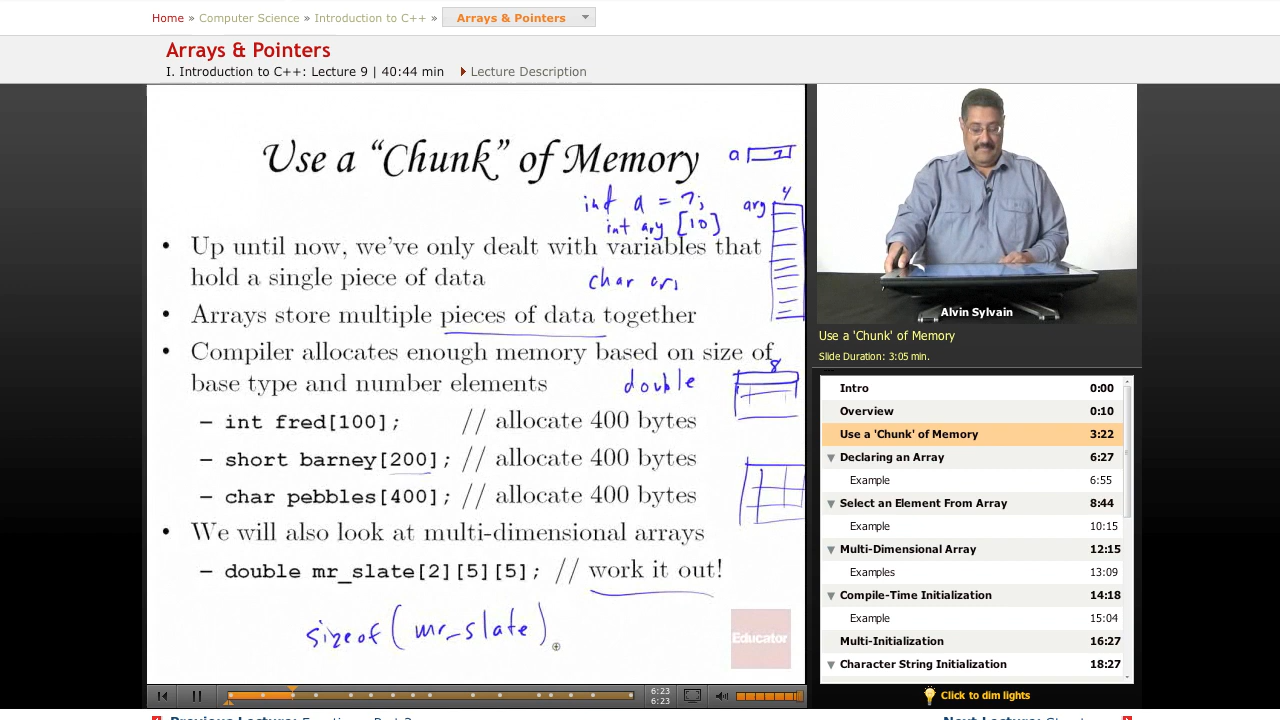 Home » Computer Science » Introduction to C++ » Arrays & Pointers
Arrays & Pointers
I. Introduction to C++: Lecture 9 | 40:44 min Lecture Description
Use a “Chunk” of Memory
a 7
int a = 7;
int ary [10]
4
• Up until now, we’ve only dealt with variables that
hold a single piece of data
char
• Arrays store multiple pieces of data together
• Compiler allocates enough memory based on size of
base type and number elements
double
8
– int fred[100]; // allocate 400 bytes
– short barney[200]; // allocate 400 bytes
– char pebbles[400]; // allocate 400 bytes
• We will also look at multi-dimensional arrays
– double mr_slate[2][5][5]; // work it out!
sizeof (mr_slate)
Educator
6:23
6:23
Alvin Sylvain
Use a 'Chunk' of Memory
Slide Duration: 3:05 min.
Intro 0:00
Overview 0:10
Use a 'Chunk' of Memory 3:22
Declaring an Array 6:27
Example 6:55
Select an Element From Array 8:44
Example 10:15
Multi-Dimensional Array 12:15
Examples 13:09
Compile-Time Initialization 14:18
Example 15:04
Multi-Initialization 16:27
Character String Initialization 18:27
Click to dim lights
Previous Lecture:
Next Lecture: